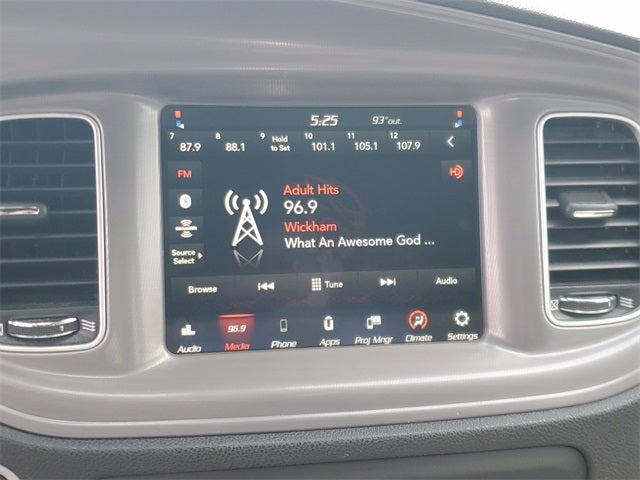 5:25 93°out.
7 8 9 Hold to Set 10 11 12
87.9 88.1 101.1 105.1 107.9
FM
HD
Adult Hits
96.9
Wickham
What An Awesome God ...
Source Select
Browse Tune Audio
96.9
Audio Media Phone Apps Proj Mngr Climate Settings